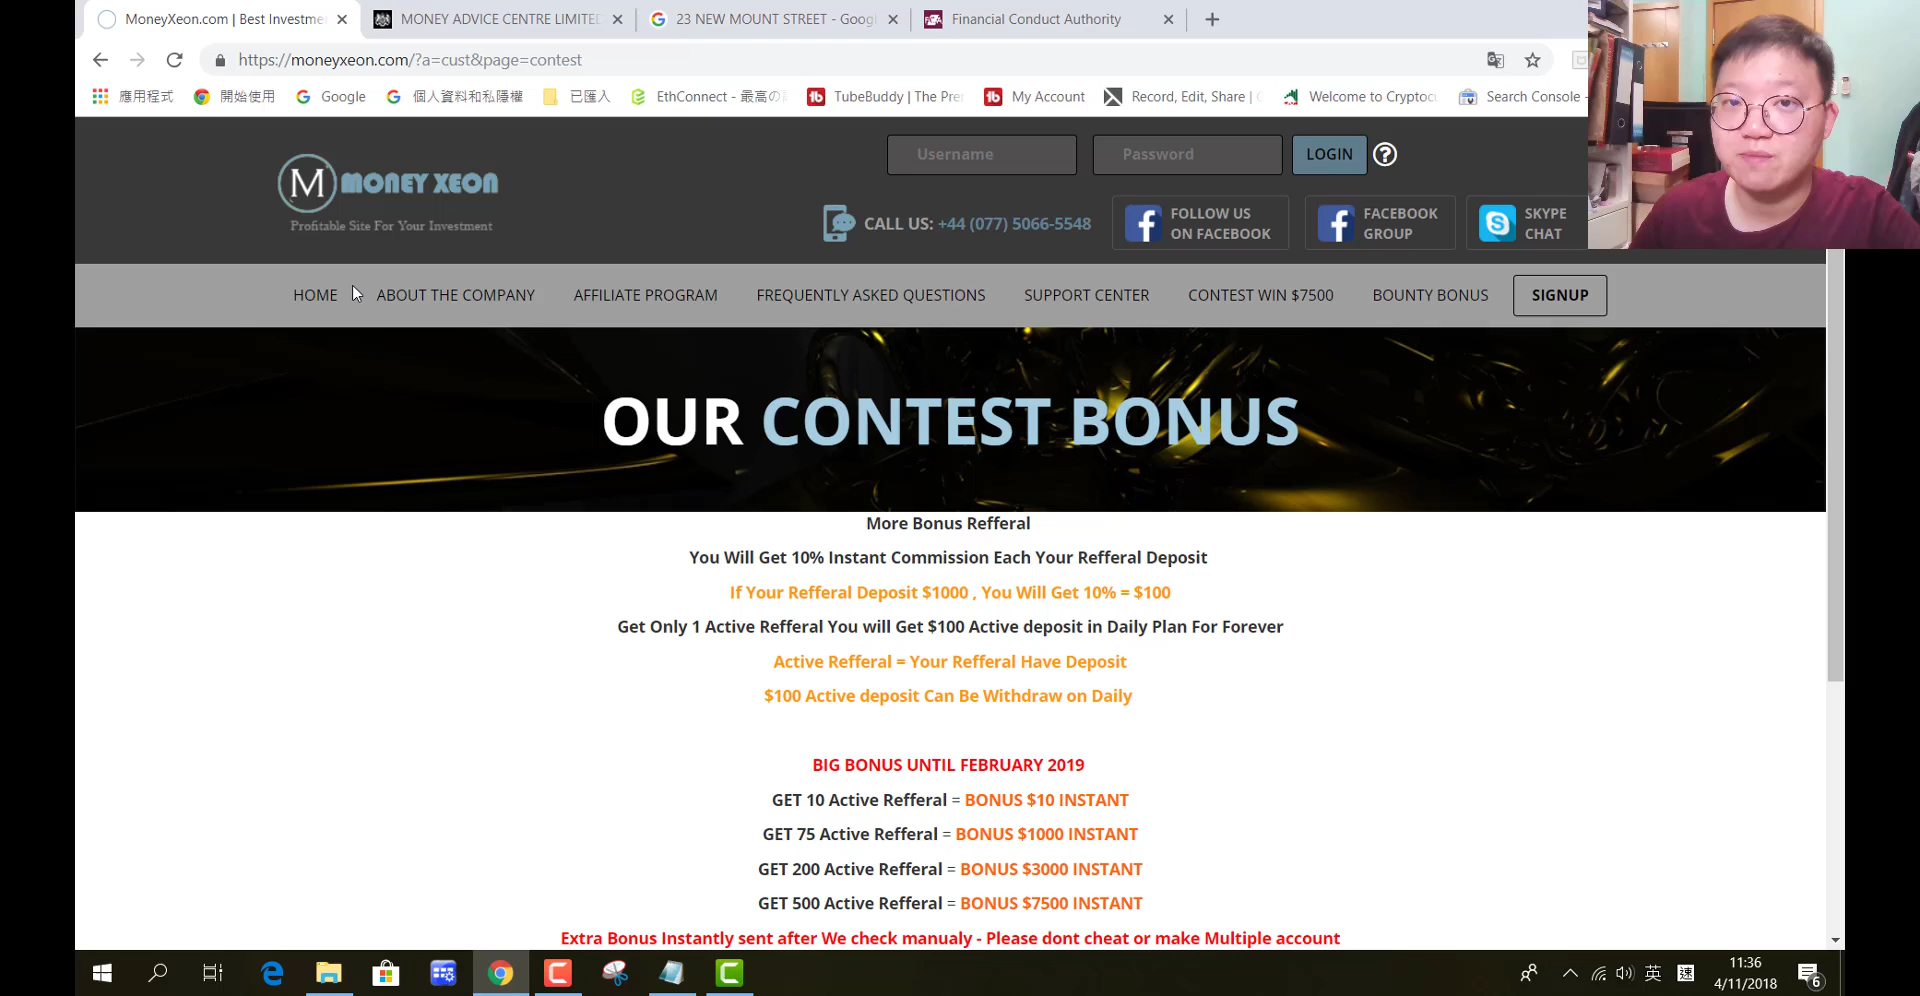 MoneyXeon.com | Best Investme
MONEY ADVICE CENTRE LIMITED
23 NEW MOUNT STREET - Goog
Financial Conduct Authority
https://moneyxeon.com/?a=cust&page=contest
應用程式
開始使用
Google
個人資料和私隱權
已匯入
EthConnect - 最高の
TubeBuddy | The Pre
My Account
Record, Edit, Share |
Welcome to Cryptoc
Search Console
Username
Password
LOGIN
M
MONEY XEON
Profitable Site For Your Investment
CALL US: +44 (077) 5066-5548
FOLLOW US
ON FACEBOOK
FACEBOOK
GROUP
SKYPE
CHAT
HOME
ABOUT THE COMPANY
AFFILIATE PROGRAM
FREQUENTLY ASKED QUESTIONS
SUPPORT CENTER
CONTEST WIN $7500
BOUNTY BONUS
SIGNUP
OUR CONTEST BONUS
More Bonus Refferal
You Will Get 10% Instant Commission Each Your Refferal Deposit
If Your Refferal Deposit $1000 , You Will Get 10% = $100
Get Only 1 Active Refferal You will Get $100 Active deposit in Daily Plan For Forever
Active Refferal = Your Refferal Have Deposit
$100 Active deposit Can Be Withdraw on Daily
BIG BONUS UNTIL FEBRUARY 2019
GET 10 Active Refferal = BONUS $10 INSTANT
GET 75 Active Refferal = BONUS $1000 INSTANT
GET 200 Active Refferal = BONUS $3000 INSTANT
GET 500 Active Refferal = BONUS $7500 INSTANT
Extra Bonus Instantly sent after We check manualy - Please dont cheat or make Multiple account
英
速
11:36
4/11/2018
6